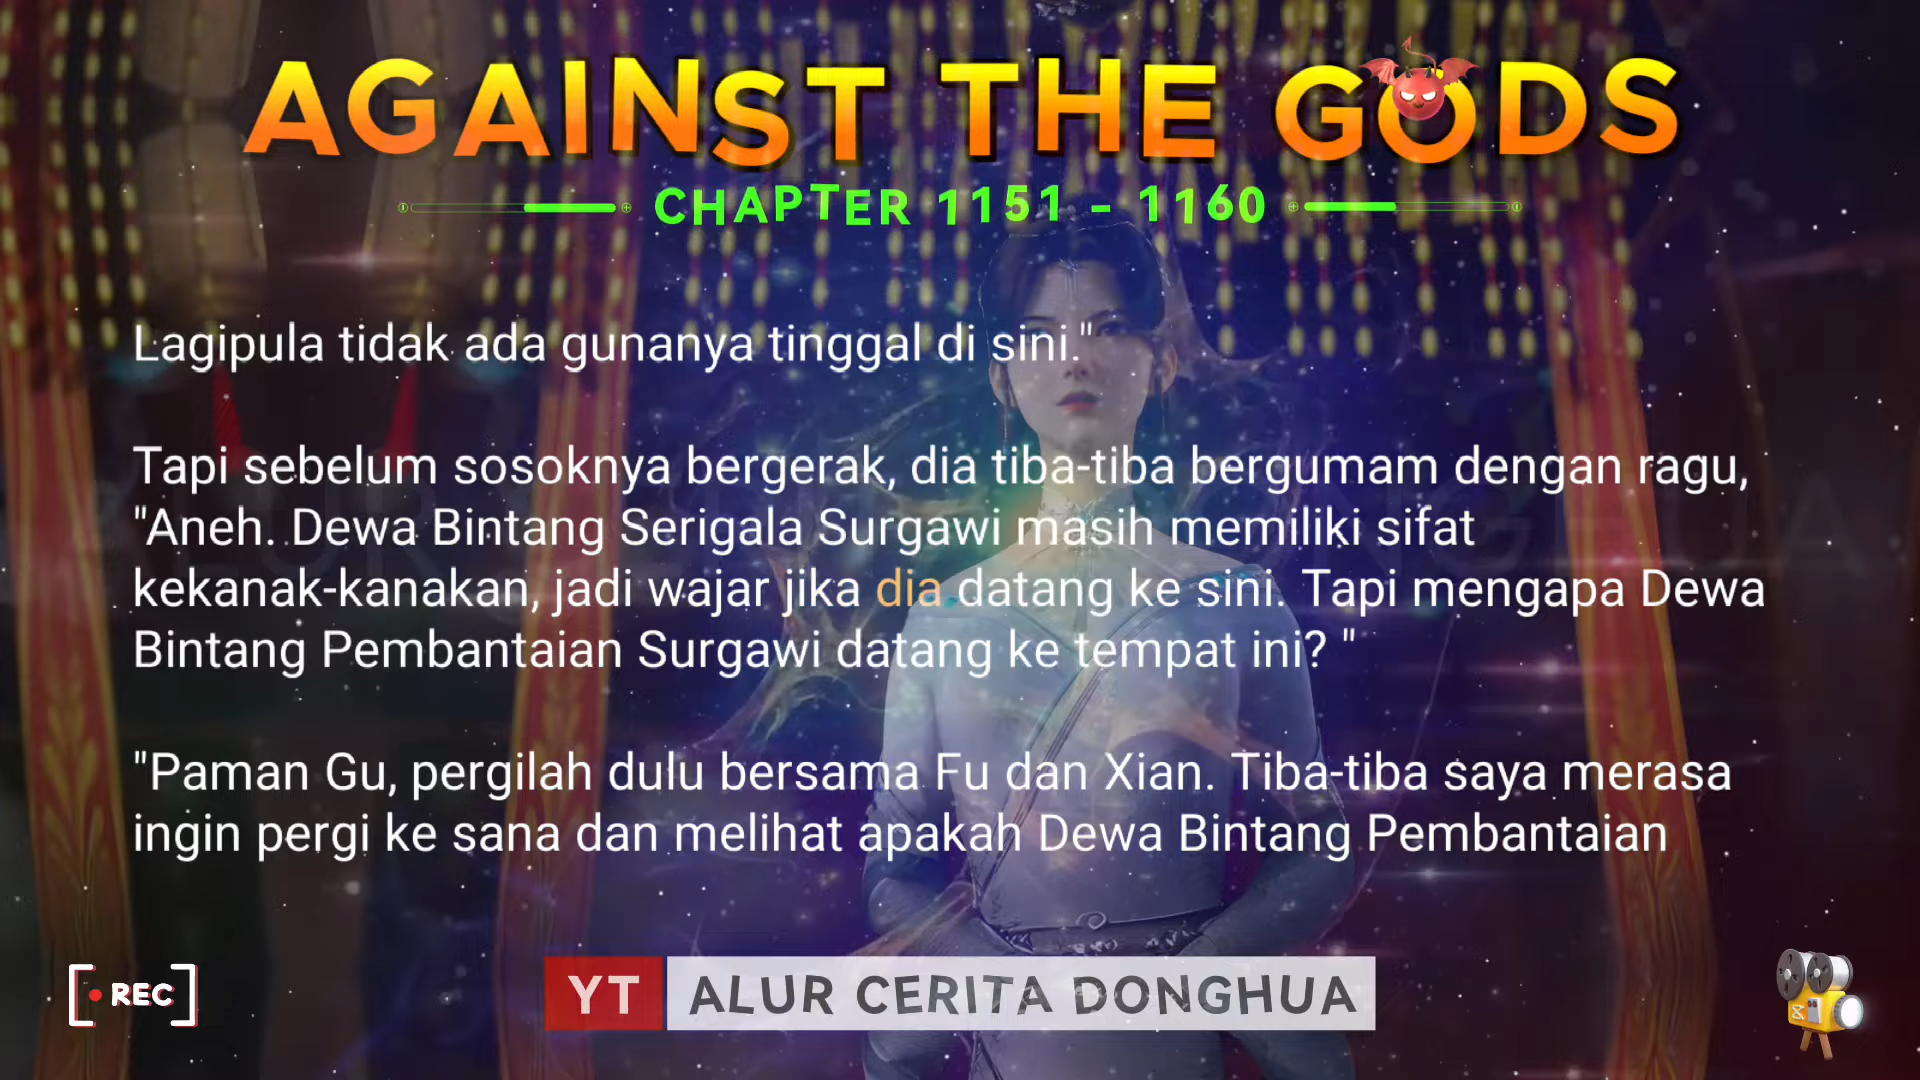 AGAINST THE GODS
CHAPTER 1151 - 1160
Lagipula tidak ada gunanya tinggal di sini."
Tapi sebelum sosoknya bergerak, dia tiba-tiba bergumam dengan ragu,
"Aneh. Dewa Bintang Serigala Surgawi masih memiliki sifat
kekanak-kanakan, jadi wajar jika dia datang ke sini. Tapi mengapa Dewa
Bintang Pembantaian Surgawi datang ke tempat ini? "
"Paman Gu, pergilah dulu bersama Fu dan Xian. Tiba-tiba saya merasa
ingin pergi ke sana dan melihat apakah Dewa Bintang Pembantaian
REC
YT ALUR CERITA DONGHUA